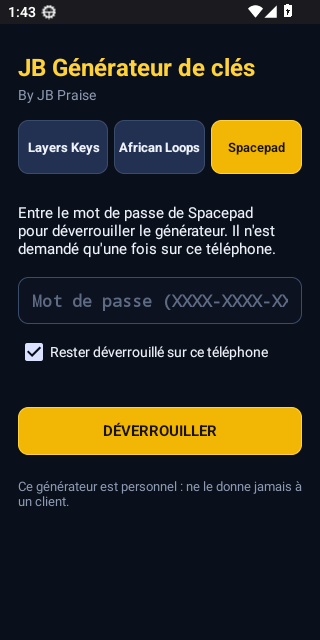 1:43
JB Générateur de clés
By JB Praise
Layers Keys
African Loops
Spacepad
Entre le mot de passe de Spacepad
pour déverrouiller le générateur. Il n'est
demandé qu'une fois sur ce téléphone.
Mot de passe (XXXX-XXXX-XX
Rester déverrouillé sur ce téléphone
DÉVERROUILLER
Ce générateur est personnel : ne le donne jamais à
un client.